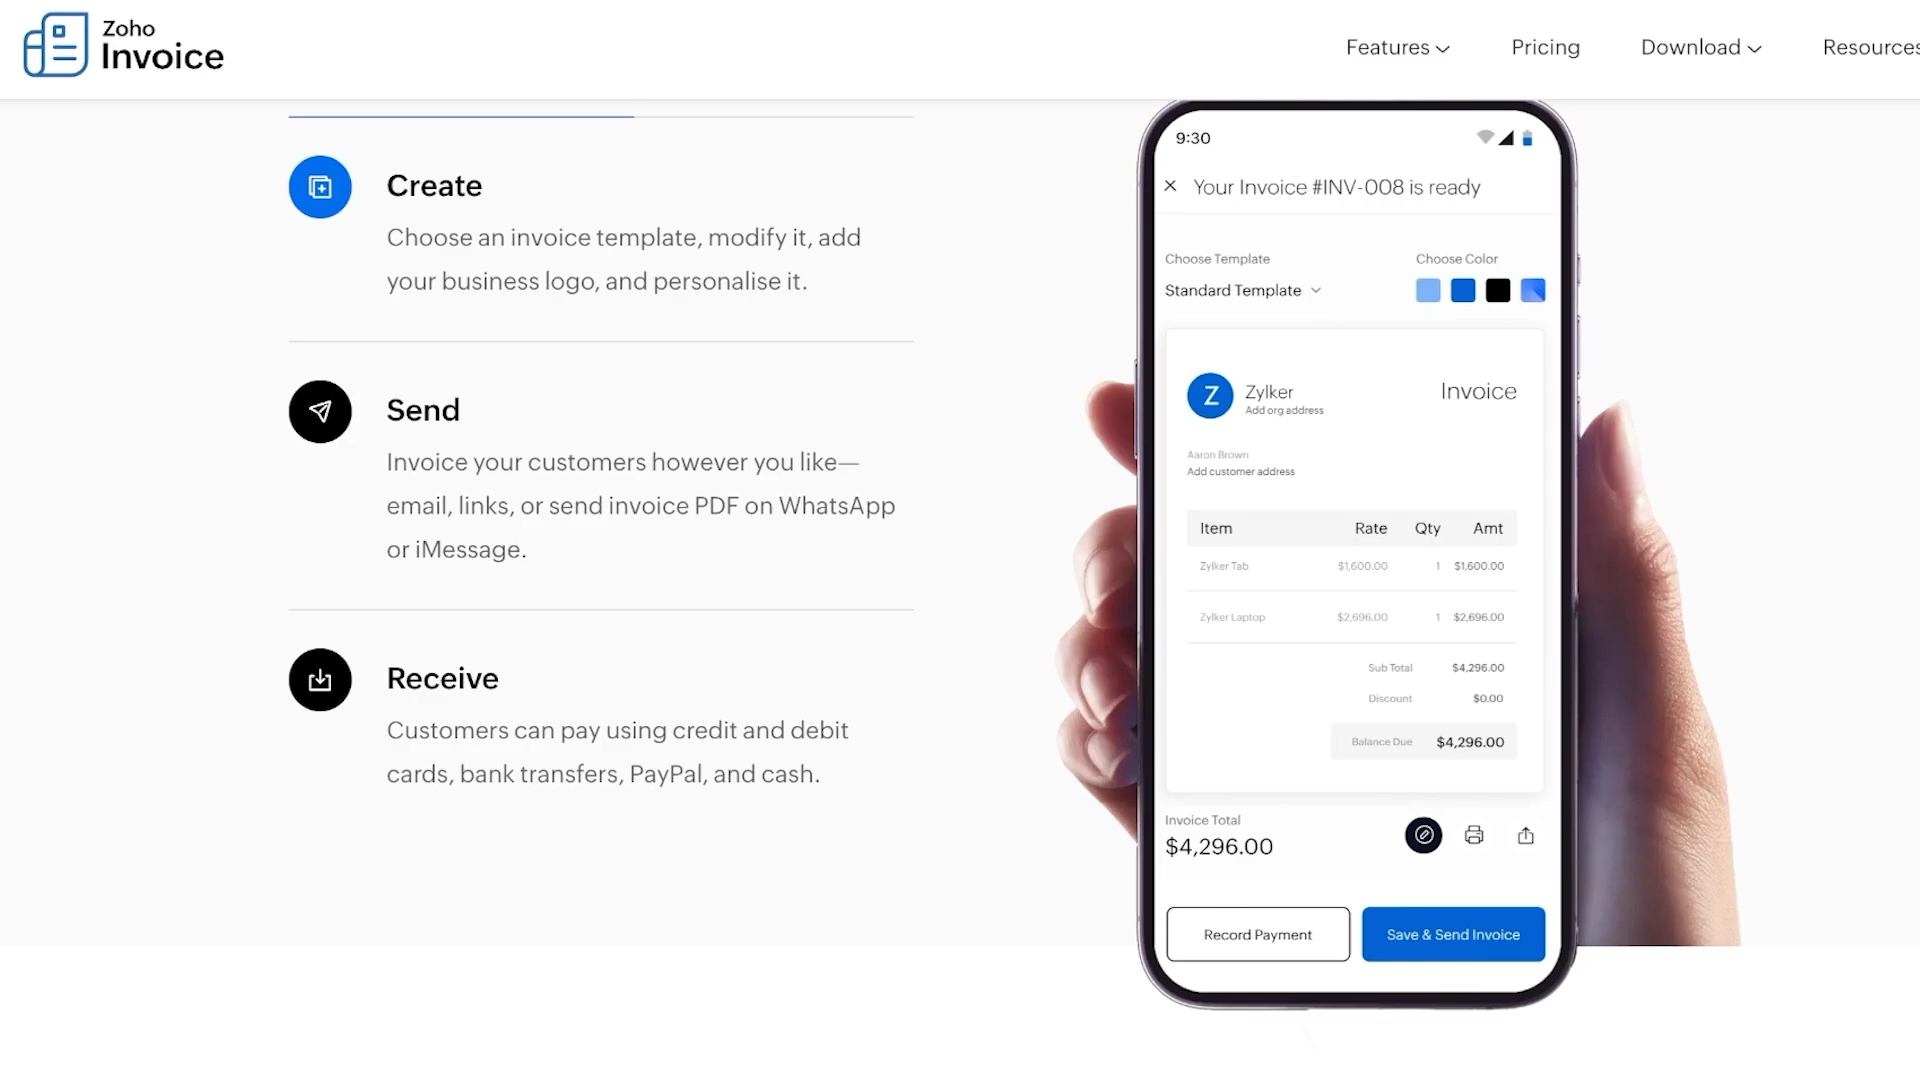 Zoho
Invoice
Features
Pricing
Download
Resources
Create
Choose an invoice template, modify it, add
your business logo, and personalise it.
Send
Invoice your customers however you like—
email, links, or send invoice PDF on WhatsApp
or iMessage.
Receive
Customers can pay using credit and debit
cards, bank transfers, PayPal, and cash.
9:30
Your Invoice #INV-008 is ready
Choose Template
Choose Color
Standard Template
Z
Zylker
Add org address
Invoice
Aaron Brown
Add customer address
Item Rate Qty Amt
Zylker Tab $1,600.00 1 $1,600.00
Zylker Laptop $2,696.00 1 $2,696.00
Sub Total $4,296.00
Discount $0.00
Balance Due $4,296.00
Invoice Total
$4,296.00
Record Payment
Save & Send Invoice